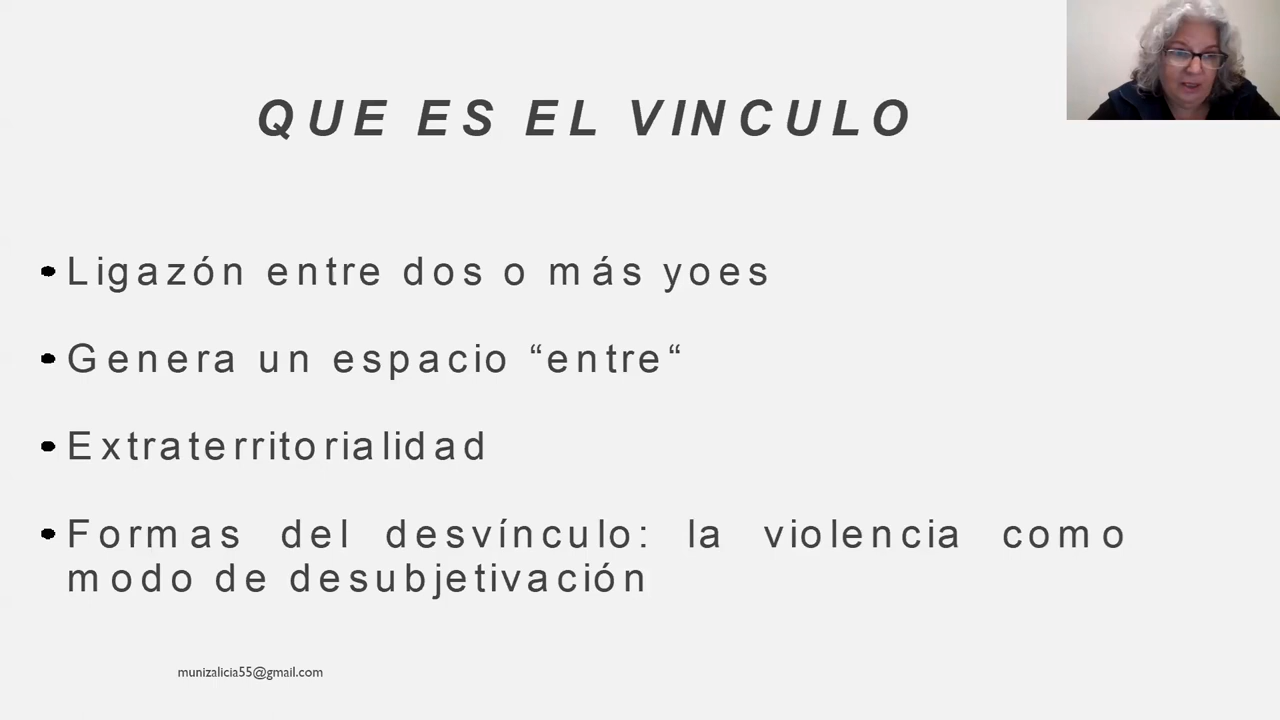 QUE ES EL VINCULO
• Ligazón entre dos o más yoes
• Genera un espacio “entre“
• Extraterritorialidad
• Formas del desvínculo: la violencia como
modo de desubjetivación
munizalicia55@gmail.com